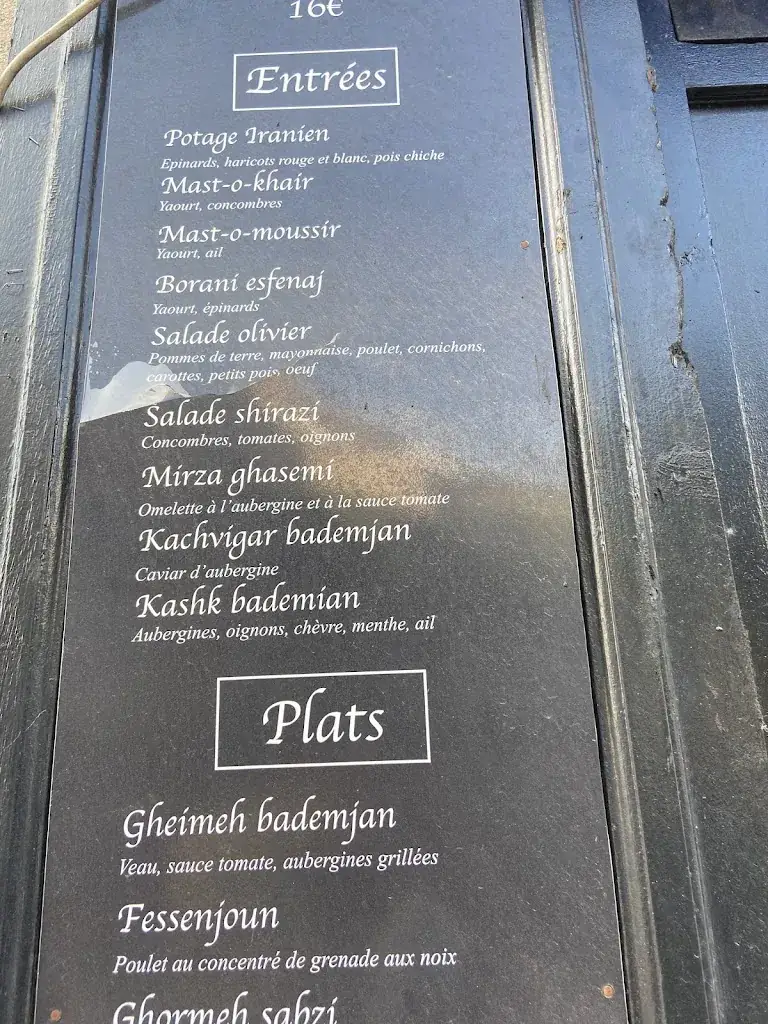 16€
Entrées
Potage Iranien
Epinards, haricots rouge et blanc, pois chiche
Mast-o-khair
Yaourt, concombres
Mast-o-moussir
Yaourt, ail
Borani esfenaj
Yaourt, épinards
Salade olivier
Pommes de terre, mayonnaise, poulet, cornichons,
carottes, petits pois, oeuf
Salade shirazi
Concombres, tomates, oignons
Mirza ghasemi
Omelette à l'aubergine et à la sauce tomate
Kachvigar bademjan
Caviar d'aubergine
Kashk bademian
Aubergines, oignons, chèvre, menthe, ail
Plats
Gheimeh bademjan
Veau, sauce tomate, aubergines grillées
Fessenjoun
Poulet au concentré de grenade aux noix
Ghormeh sabzi